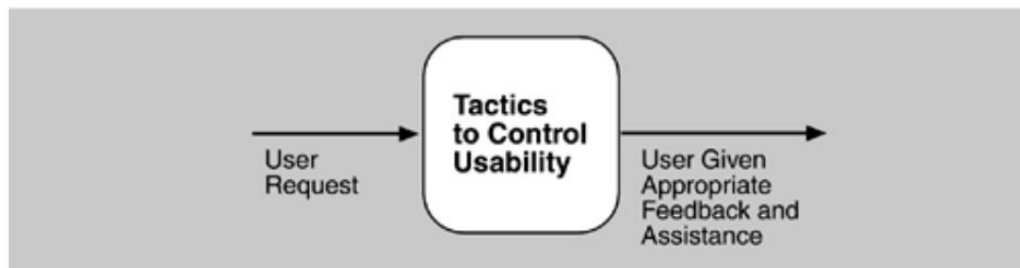 Tactics
to Control
Usability
User
Request
User Given
Appropriate
Feedback and
Assistance